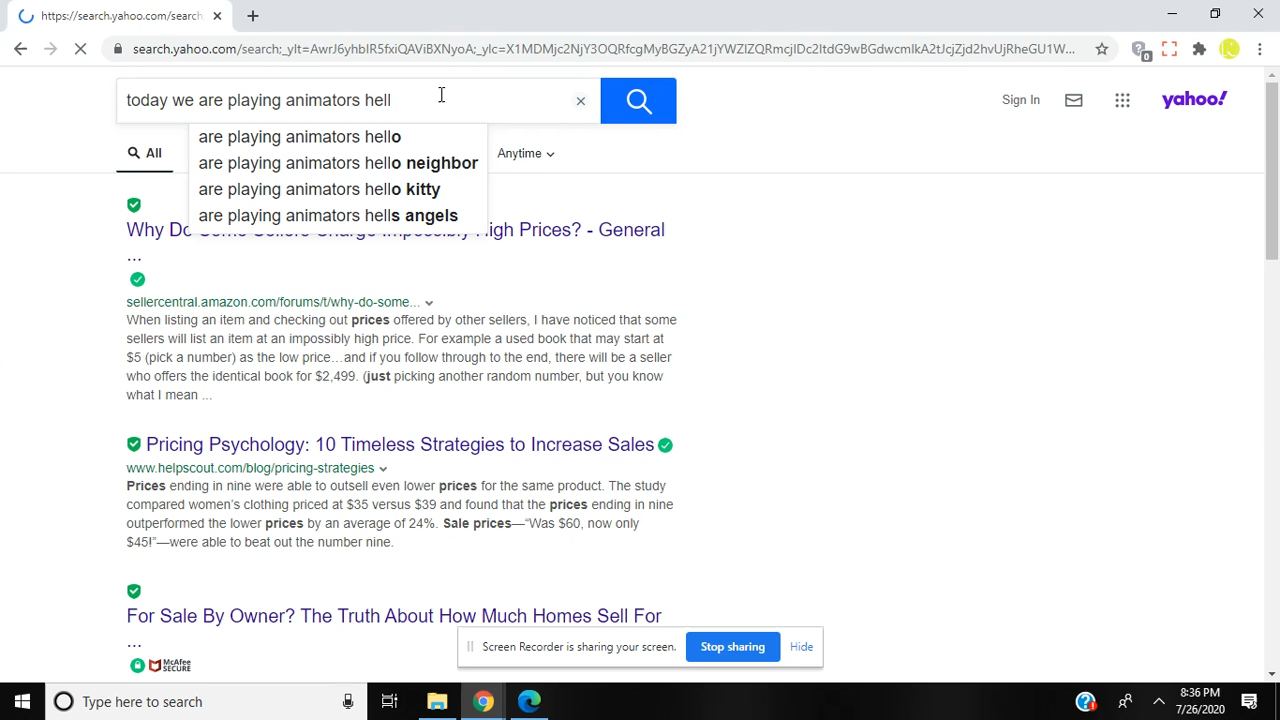 https://search.yahoo.com/search
search.yahoo.com/search;_ylt=AwrJ6yhbIR5fxiQAViBXNyoA;_ylc=X1MDMjc2NjY3OQRfcgMyBGZyA21jYWZlZQRmcjIDc2ItdG9wBGdwcmlkA2tJcjZjd2hvUjRheGU1W...
0
today we are playing animators hell
Sign In
yahoo!
are playing animators hello
are playing animators hello neighbor
are playing animators hello kitty
are playing animators hells angels
All
Anytime
Why Do Some Sellers Charge Impossibly High Prices? - General
...
sellercentral.amazon.com/forums/t/why-do-some...
When listing an item and checking out prices offered by other sellers, I have noticed that some
sellers will list an item at an impossibly high price. For example a used book that may start at
$5 (pick a number) as the low price…and if you follow through to the end, there will be a seller
who offers the identical book for $2,499. (just picking another random number, but you know
what I mean ...
Pricing Psychology: 10 Timeless Strategies to Increase Sales
www.helpscout.com/blog/pricing-strategies
Prices ending in nine were able to outsell even lower prices for the same product. The study
compared women's clothing priced at $35 versus $39 and found that the prices ending in nine
outperformed the lower prices by an average of 24%. Sale prices—"Was $60, now only
$45!"—were able to beat out the number nine.
For Sale By Owner? The Truth About How Much Homes Sell For
...
McAfee
SECURE
Screen Recorder is sharing your screen.
Stop sharing
Hide
Type here to search
8:36 PM
7/26/2020